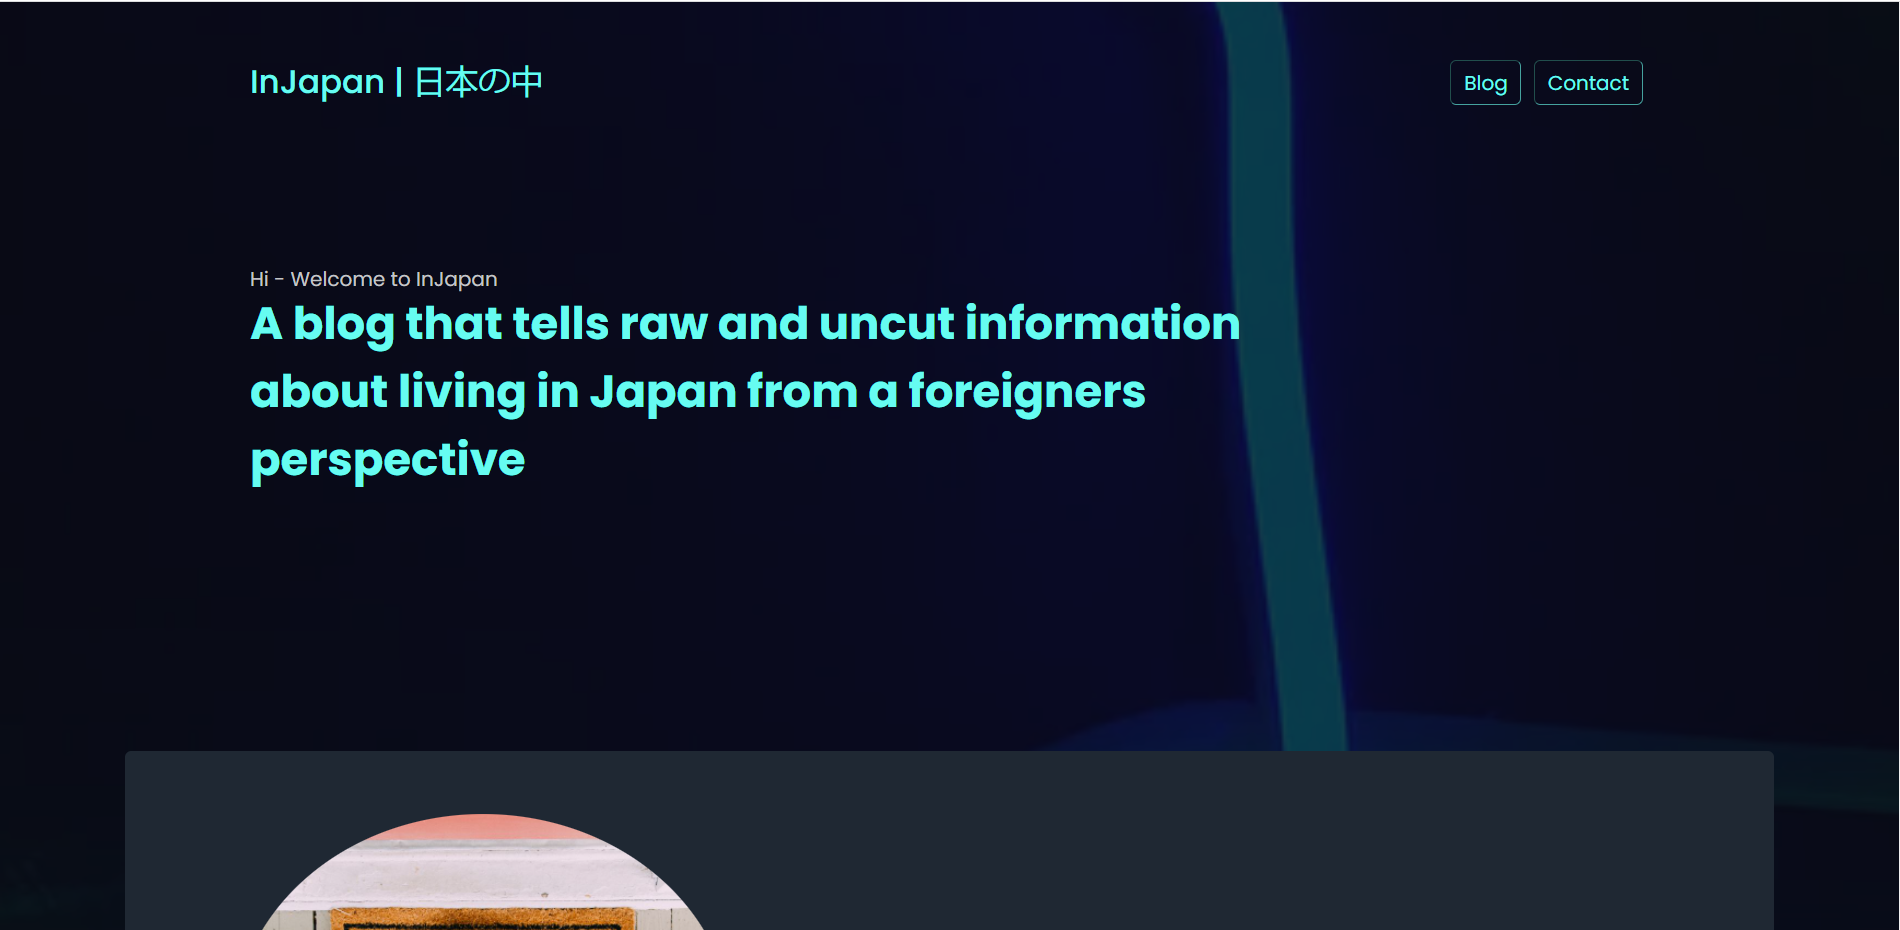 InJapan | 日本の中
Blog
Contact
Hi - Welcome to InJapan
A blog that tells raw and uncut information
about living in Japan from a foreigners
perspective